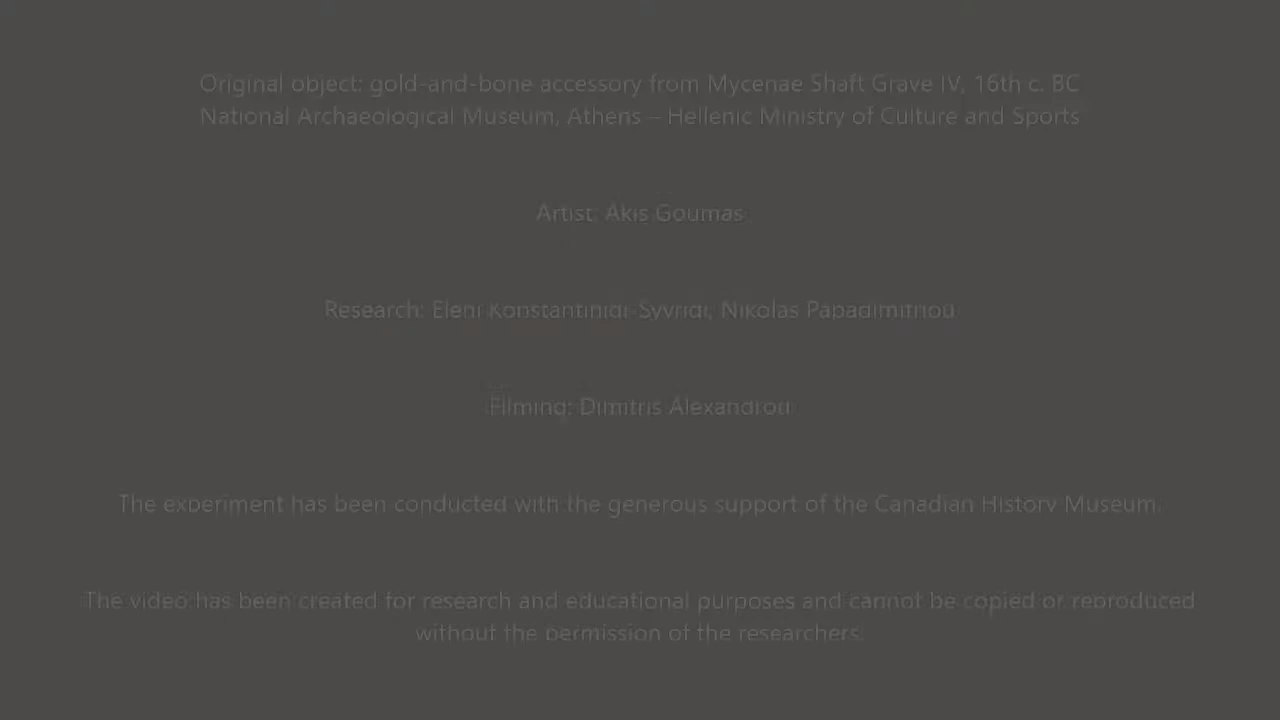 Original object: gold-and-bone accessory from Mycenae Shaft Grave IV, 16th c. BC
National Archaeological Museum, Athens – Hellenic Ministry of Culture and Sports
Artist: Akis Goumas
Research: Eleni Konstantinidi-Syvridi, Nikolas Papadimitriou
Filming: Dimitris Alexandrou
The experiment has been conducted with the generous support of the Canadian History Museum.
The video has been created for research and educational purposes and cannot be copied or reproduced
without the permission of the researchers.